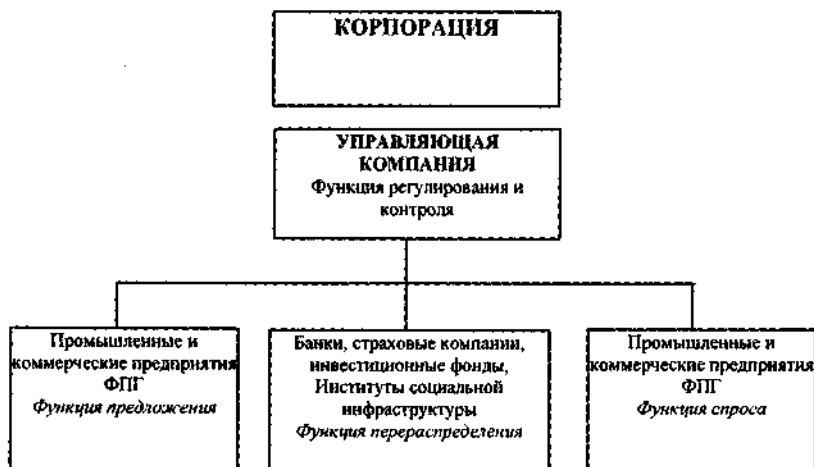 КОРПОРАЦИЯ
УПРАВЛЯЮЩАЯ
КОМПАНИЯ
Функция регулирования и
контроля
Промышленные и
коммерческие предприятия
ФПГ
Функция предложения
Банки, страховые компании,
инвестиционные фонды,
Институты социальной
инфраструктуры
Функция перераспределения
Промышленные и
коммерческие предприятия
ФПГ
Функция спроса